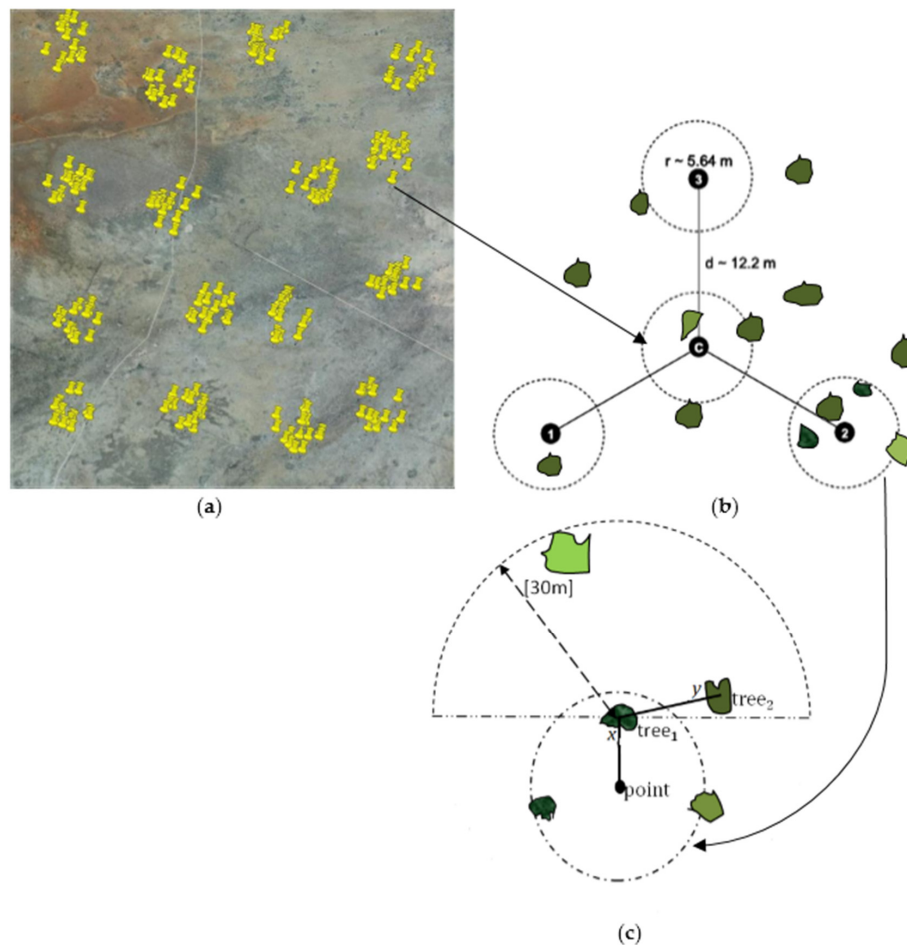 r ~ 5.64 m
3
d ~ 12.2 m
C
1
2
(a)
(b)
[30m]
y
tree₂
x
tree₁
point
(c)